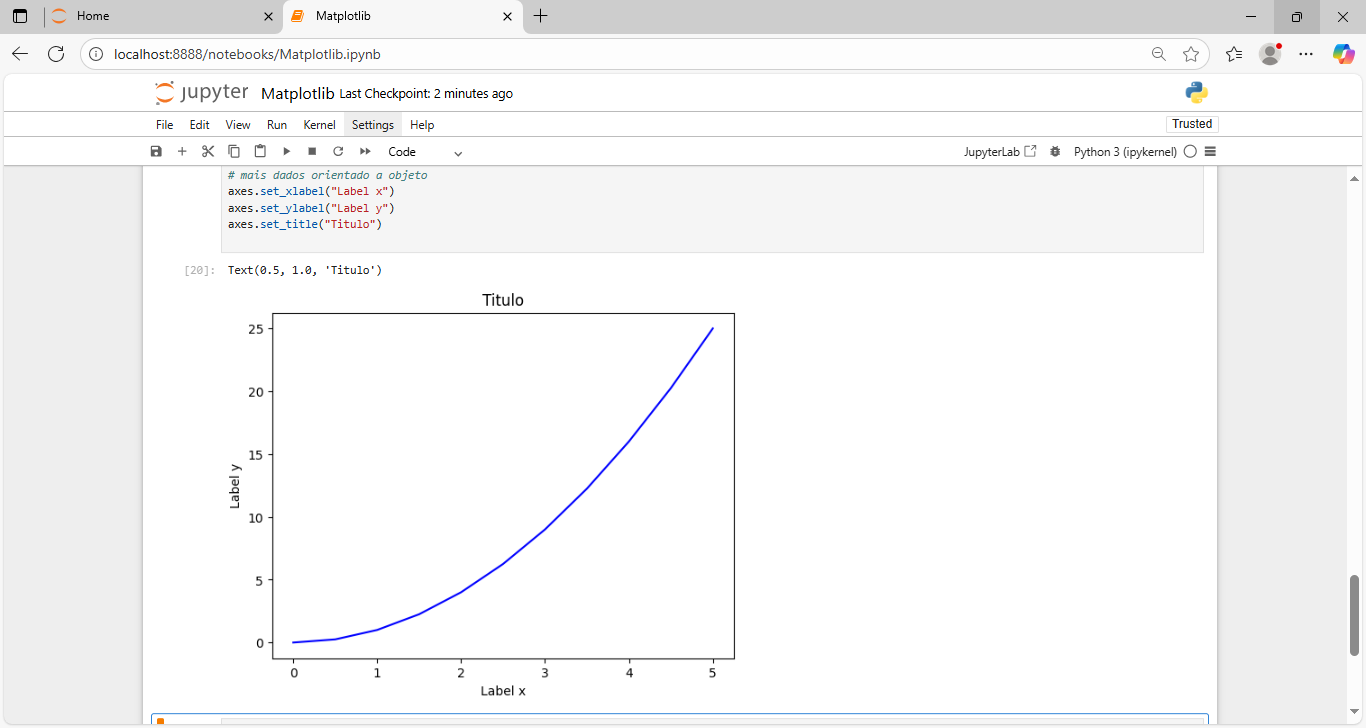 Home
Matplotlib
localhost:8888/notebooks/Matplotlib.ipynb
jupyter Matplotlib Last Checkpoint: 2 minutes ago
File Edit View Run Kernel Settings Help Trusted
Code JupyterLab Python 3 (ipykernel)
# mais dados orientado a objeto
axes.set_xlabel("Label x")
axes.set_ylabel("Label y")
axes.set_title("Titulo")
[20]: Text(0.5, 1.0, 'Titulo')
Titulo
25
20
15
10
5
0
Label y
0 1 2 3 4 5
Label x